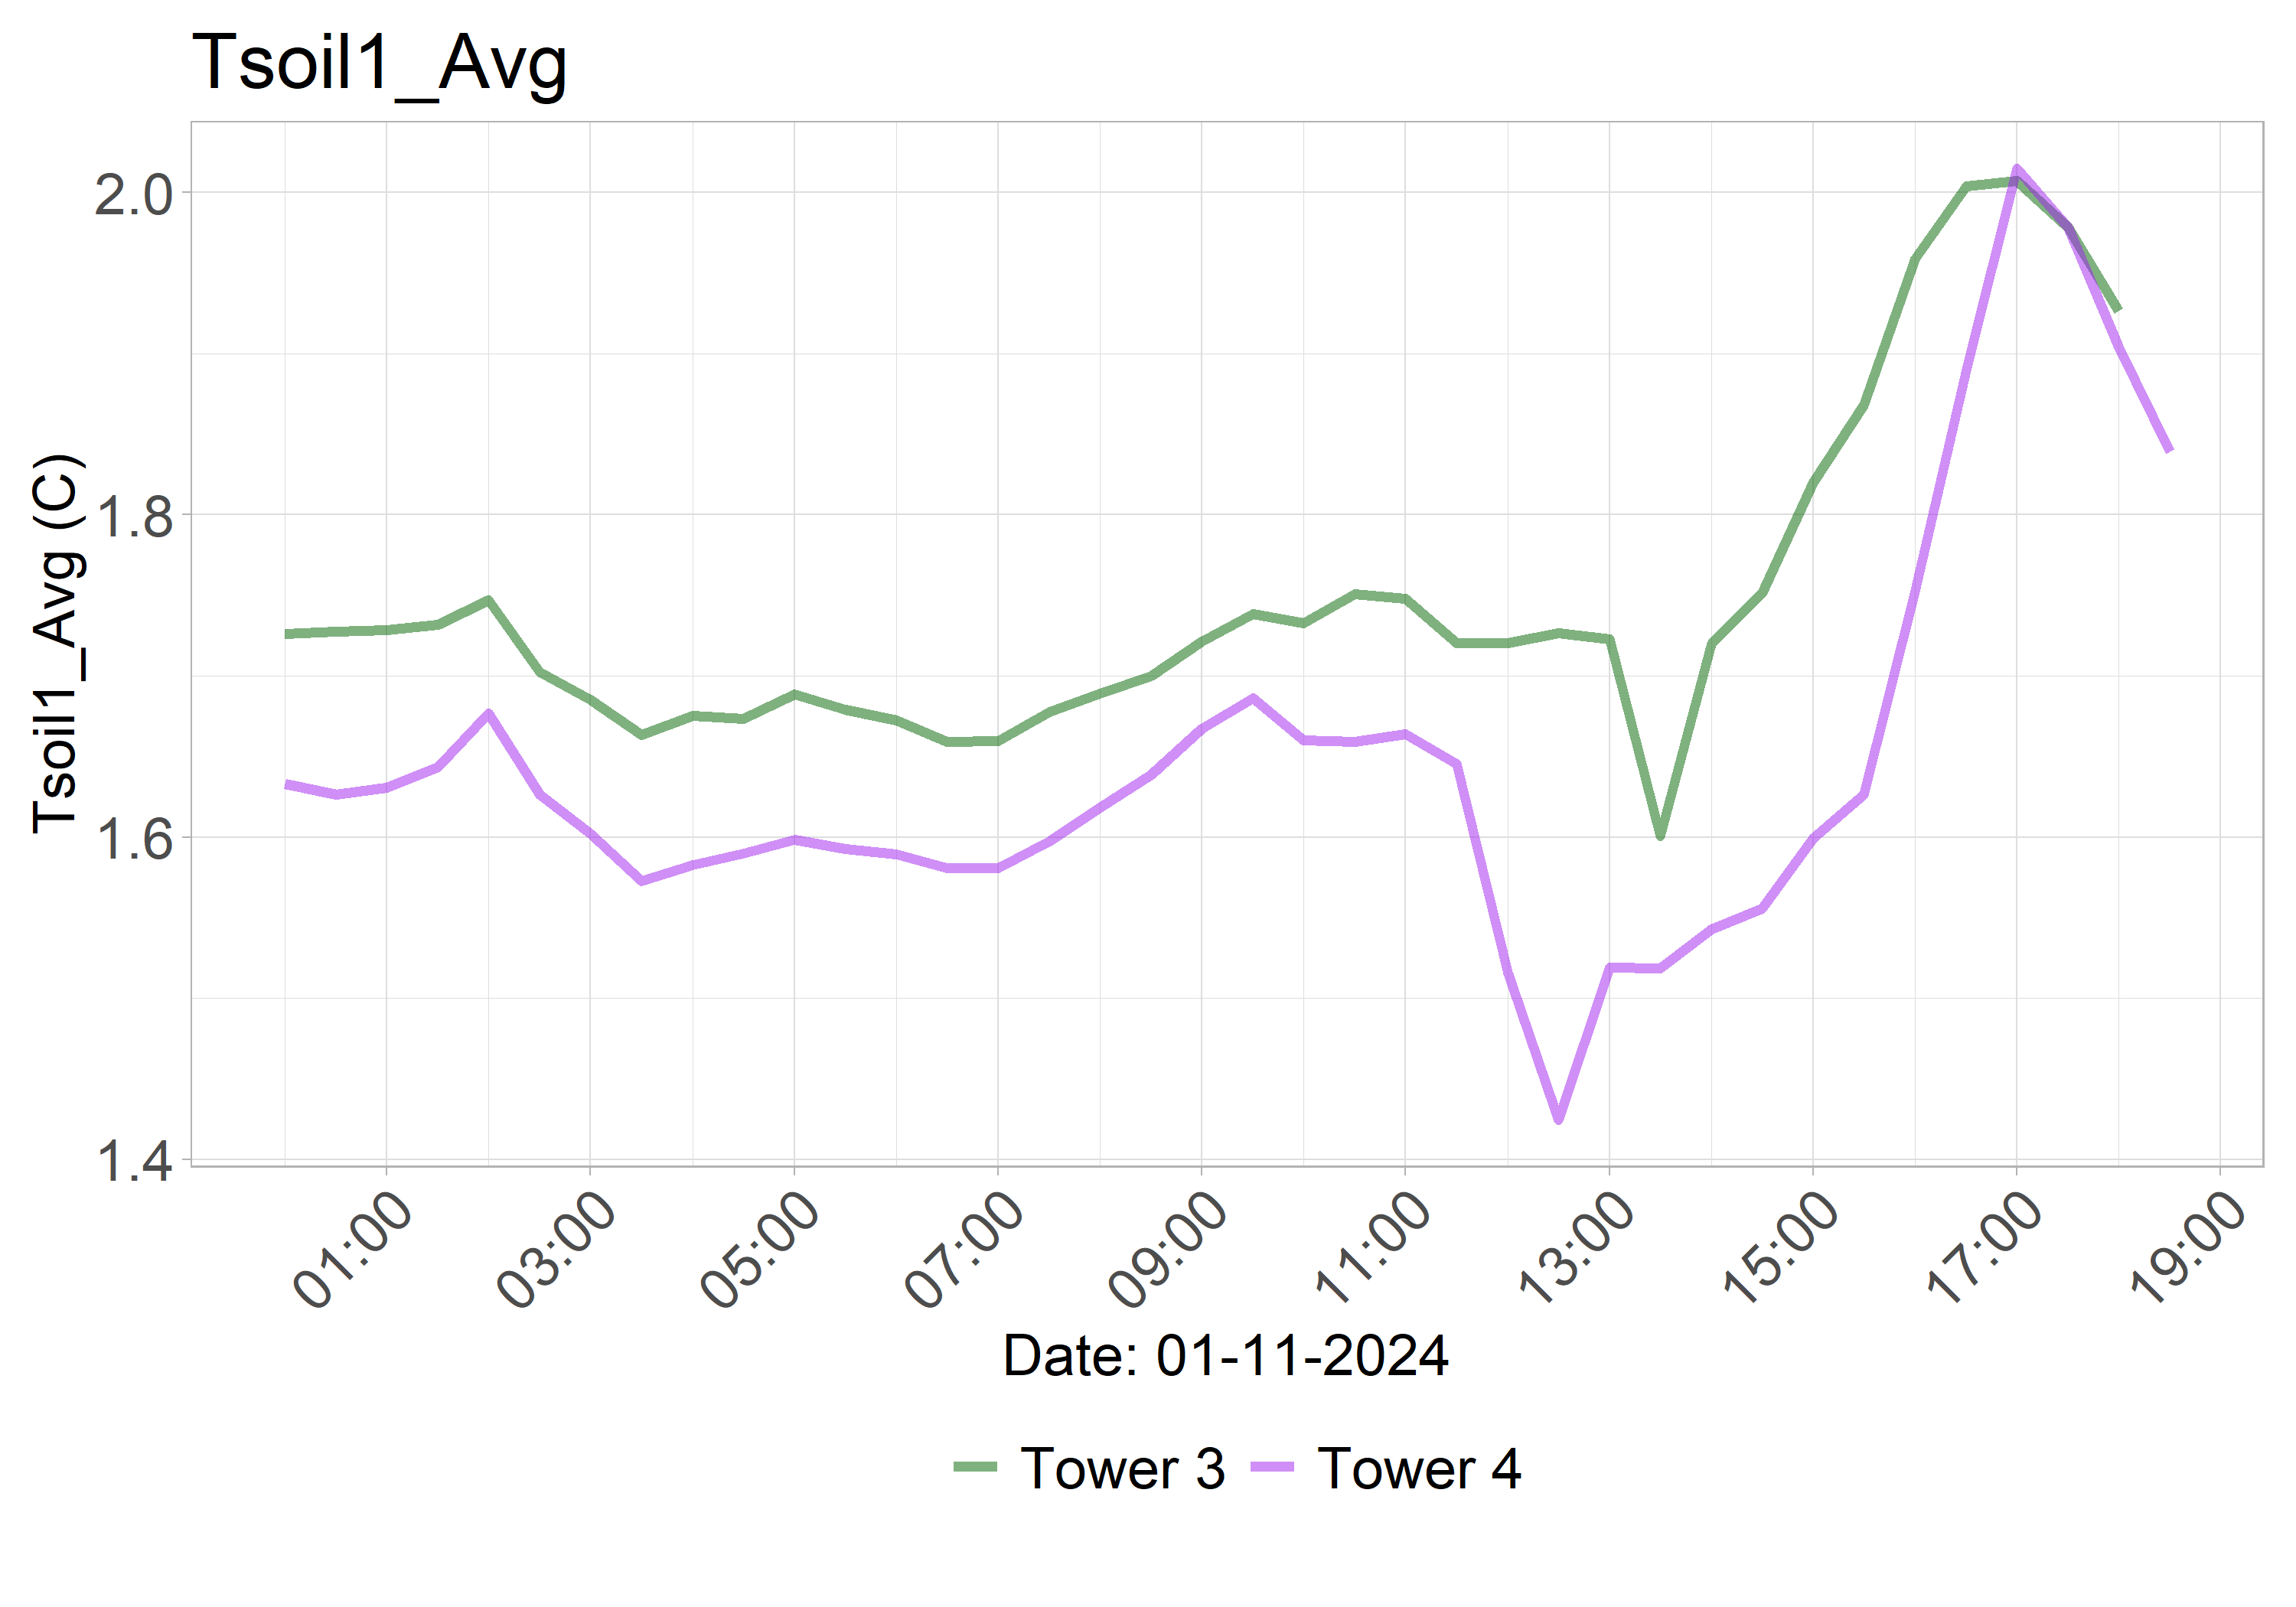 Tsoil1_Avg
Tsoil1_Avg (C)
2.0
1.8
1.6
1.4
01:00 03:00 05:00 07:00 09:00 11:00 13:00 15:00 17:00 19:00
Date: 01-11-2024
Tower 3 Tower 4